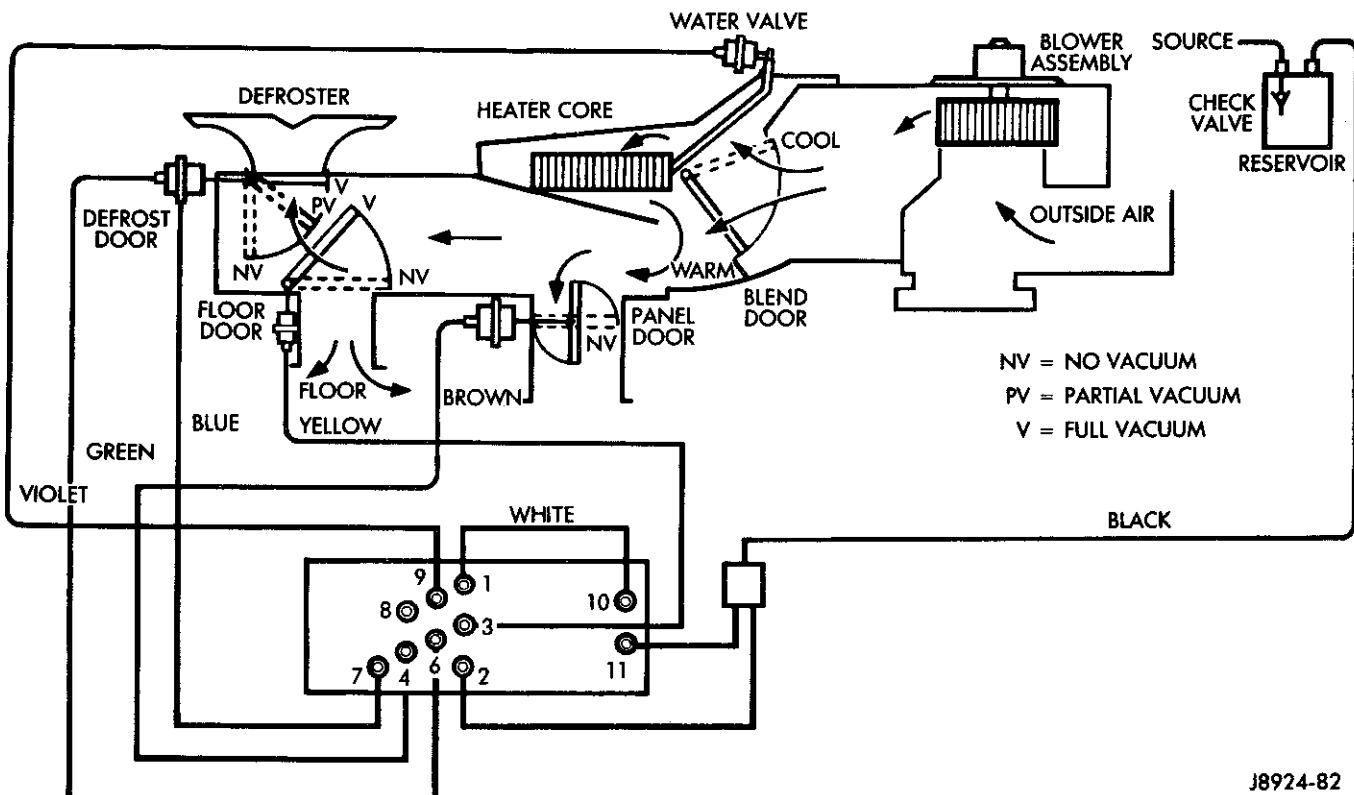 WATER VALVE
BLOWER
ASSEMBLY
SOURCE
DEFROSTER
HEATER CORE
CHECK
VALVE
RESERVOIR
COOL
V
PV
V
DEFROST
DOOR
OUTSIDE AIR
NV
NV
WARM
FLOOR
DOOR
PANEL
DOOR
BLEND
DOOR
NV
NV = NO VACUUM
PV = PARTIAL VACUUM
V = FULL VACUUM
FLOOR
BROWN
BLUE
YELLOW
GREEN
VIOLET
WHITE
BLACK
9
1
8
10
3
7
4
6
2
11
J8924-82